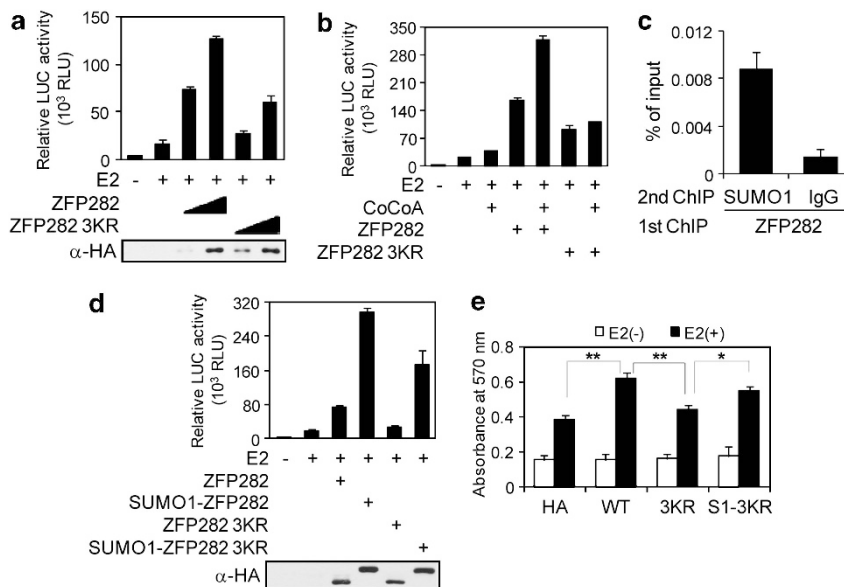 a
Relative LUC activity
(10³ RLU)
150
100
50
0
E2 - + + + + +
ZFP282
ZFP282 3KR
α-HA
b
Relative LUC activity
(10³ RLU)
350
280
210
140
70
0
E2 - + + + + + +
CoCoA + + +
ZFP282 + +
ZFP282 3KR + +
c
% of input
0.012
0.008
0.004
0
2nd ChIP SUMO1 IgG
1st ChIP ZFP282
d
Relative LUC activity
(10³ RLU)
320
240
160
80
0
E2 - + + + + +
ZFP282 +
SUMO1-ZFP282 +
ZFP282 3KR +
SUMO1-ZFP282 3KR +
α-HA
e
E2(-) E2(+)
Absorbance at 570 nm
0.8
0.6
0.4
0.2
0
** ** *
HA WT 3KR S1-3KR